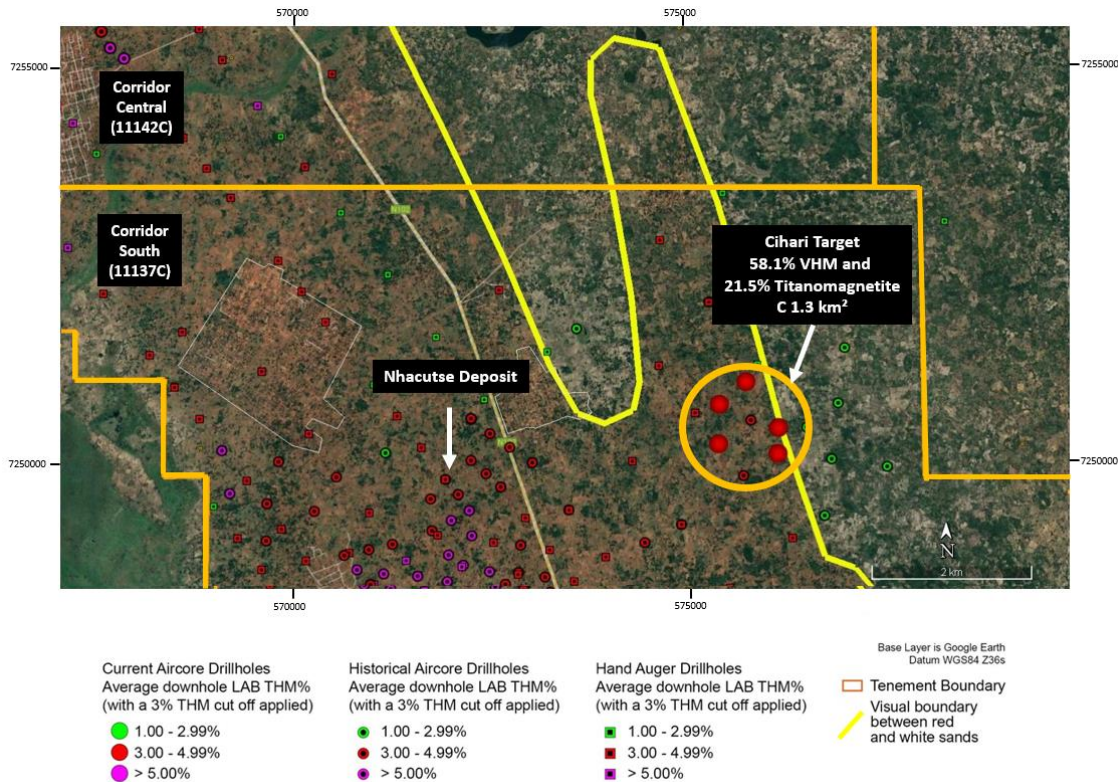 570000
575000
7255000
7255000
Corridor
Central
(11142C)
Corridor
South
(11137C)
Cihari Target
58.1% VHM and
21.5% Titanomagnetite
C 1.3 km²
Nhacutse Deposit
7250000
7250000
N
2 km
570000
575000
Current Aircore Drillholes
Average downhole LAB THM%
(with a 3% THM cut off applied)
1.00 - 2.99%
3.00 - 4.99%
> 5.00%
Historical Aircore Drillholes
Average downhole LAB THM%
(with a 3% THM cut off applied)
1.00 - 2.99%
3.00 - 4.99%
> 5.00%
Hand Auger Drillholes
Average downhole LAB THM%
(with a 3% THM cut off applied)
1.00 - 2.99%
3.00 - 4.99%
> 5.00%
Base Layer is Google Earth
Datum WGS84 Z36s
Tenement Boundary
Visual boundary
between red
and white sands